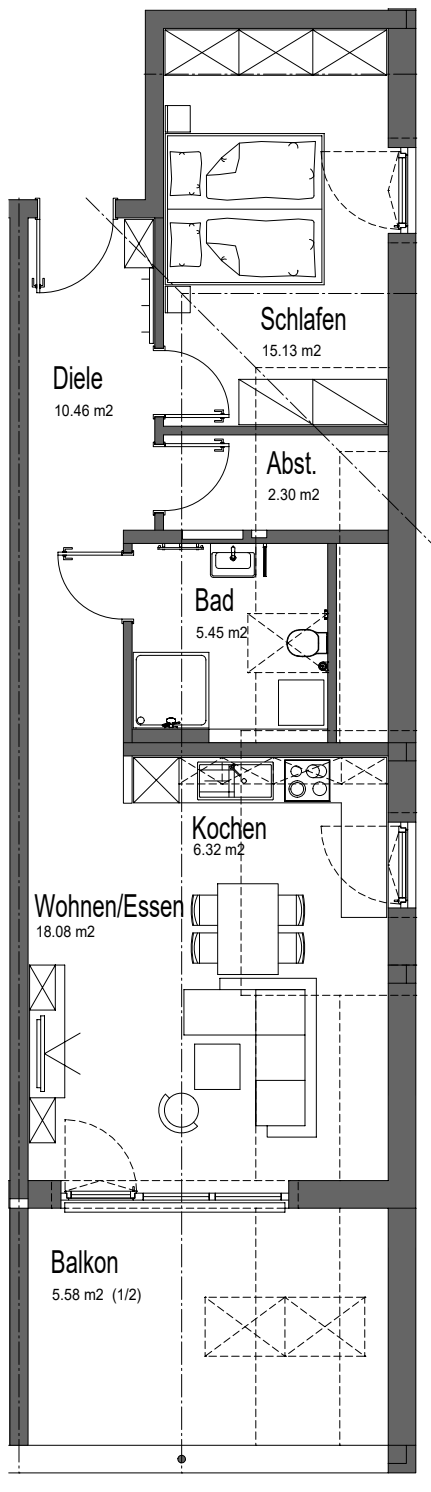 Schlafen
15.13 m2
Diele
10.46 m2
Abst.
2.30 m2
Bad
5.45 m2
Kochen
6.32 m2
Wohnen/Essen
18.08 m2
Balkon
5.58 m2 (1/2)